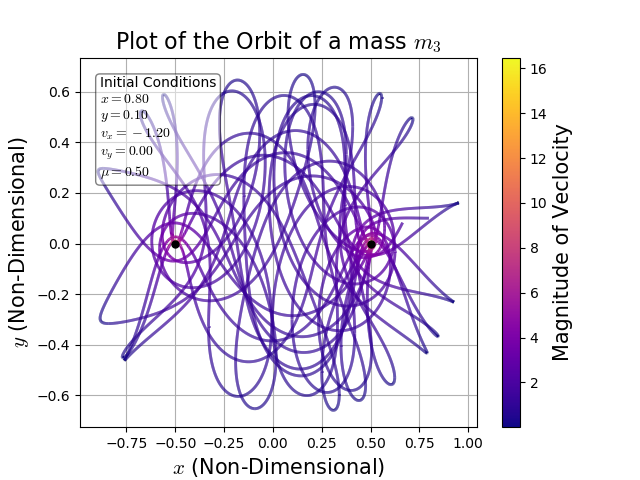 Plot of the Orbit of a mass $m_3$
Initial Conditions
$x = 0.80$
$y = 0.10$
$v_x = -1.20$
$v_y = 0.00$
$\mu = 0.50$
0.6
0.4
0.2
0.0
−0.2
−0.4
−0.6
$y$ (Non-Dimensional)
−0.75 −0.50 −0.25 0.00 0.25 0.50 0.75 1.00
$x$ (Non-Dimensional)
16
14
12
10
8
6
4
2
Magnitude of Veclocity